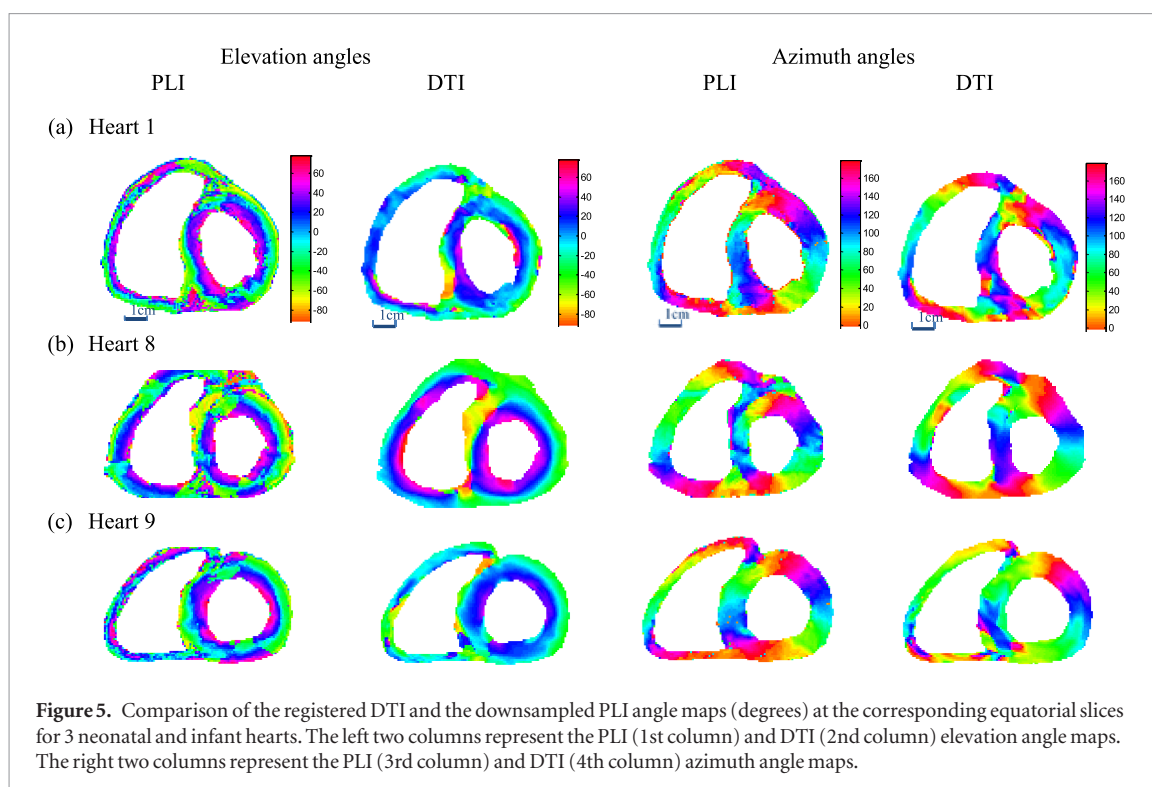 Elevation angles Azimuth angles
PLI DTI PLI DTI
(a) Heart 1
60
40
20
0
-20
-40
-60
-80
1cm
60
40
20
0
-20
-40
-60
-80
1cm
160
140
120
100
80
60
40
20
0
1cm
160
140
120
100
80
60
40
20
0
1cm
(b) Heart 8
(c) Heart 9
Figure 5. Comparison of the registered DTI and the downsampled PLI angle maps (degrees) at the corresponding equatorial slices
for 3 neonatal and infant hearts. The left two columns represent the PLI (1st column) and DTI (2nd column) elevation angle maps.
The right two columns represent the PLI (3rd column) and DTI (4th column) azimuth angle maps.